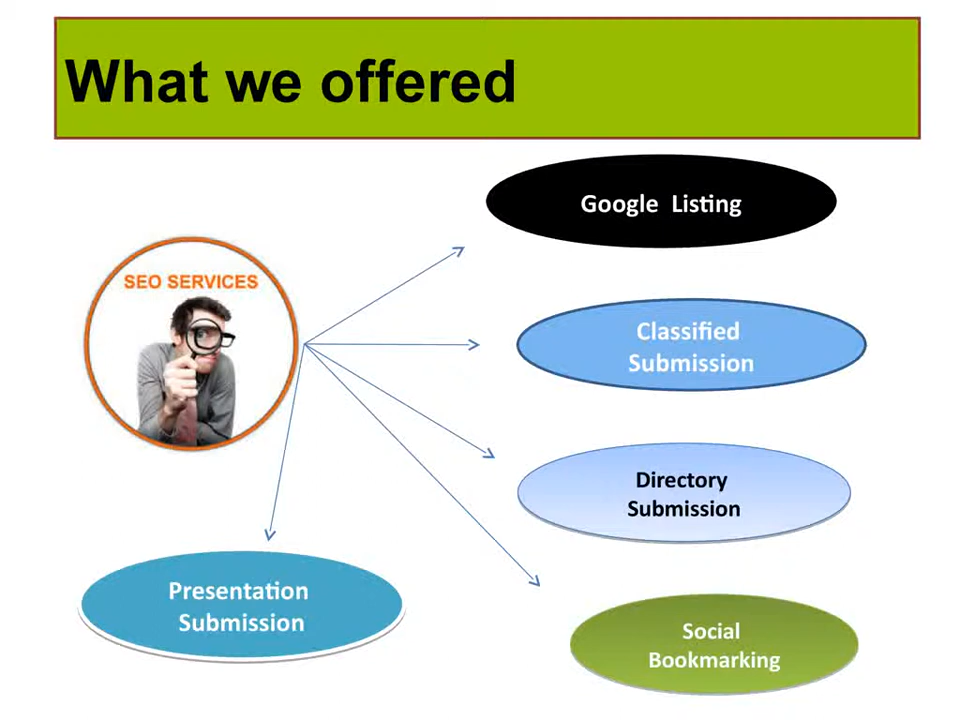 What we offered
Google Listing
SEO SERVICES
Classified
Submission
Directory
Submission
Presentation
Submission
Social
Bookmarking